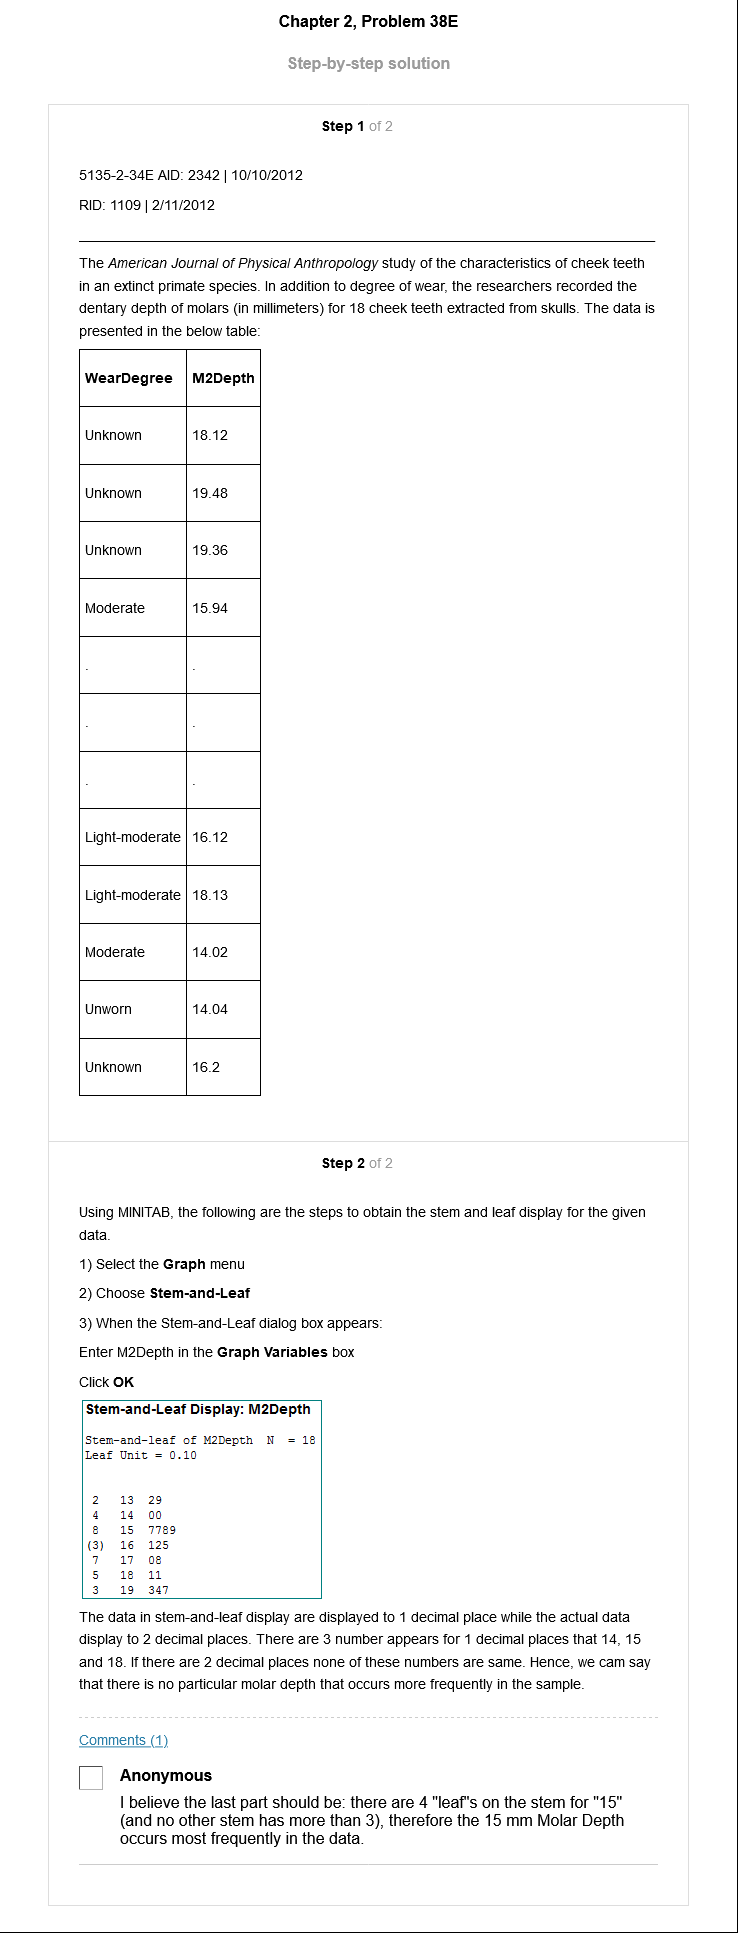 Chapter 2, Problem 38E
Step-by-step solution
Step 1 of 2
5135-2-34E AID: 2342 | 10/10/2012
RID: 1109 | 2/11/2012
The American Journal of Physical Anthropology study of the characteristics of cheek teeth
in an extinct primate species. In addition to degree of wear, the researchers recorded the
dentary depth of molars (in millimeters) for 18 cheek teeth extracted from skulls. The data is
presented in the below table:
WearDegree M2Depth
Unknown 18.12
Unknown 19.48
Unknown 19.36
Moderate 15.94
. .
. .
. .
Light-moderate 16.12
Light-moderate 18.13
Moderate 14.02
Unworn 14.04
Unknown 16.2
Step 2 of 2
Using MINITAB, the following are the steps to obtain the stem and leaf display for the given
data.
1) Select the Graph menu
2) Choose Stem-and-Leaf
3) When the Stem-and-Leaf dialog box appears:
Enter M2Depth in the Graph Variables box
Click OK
Stem-and-Leaf Display: M2Depth
Stem-and-leaf of M2Depth N = 18
Leaf Unit = 0.10
2 13 29
4 14 00
8 15 7789
(3) 16 125
7 17 08
5 18 11
3 19 347
The data in stem-and-leaf display are displayed to 1 decimal place while the actual data
display to 2 decimal places. There are 3 number appears for 1 decimal places that 14, 15
and 18. If there are 2 decimal places none of these numbers are same. Hence, we cam say
that there is no particular molar depth that occurs more frequently in the sample.
Comments (1)
Anonymous
I believe the last part should be: there are 4 "leaf"s on the stem for "15"
(and no other stem has more than 3), therefore the 15 mm Molar Depth
occurs most frequently in the data.